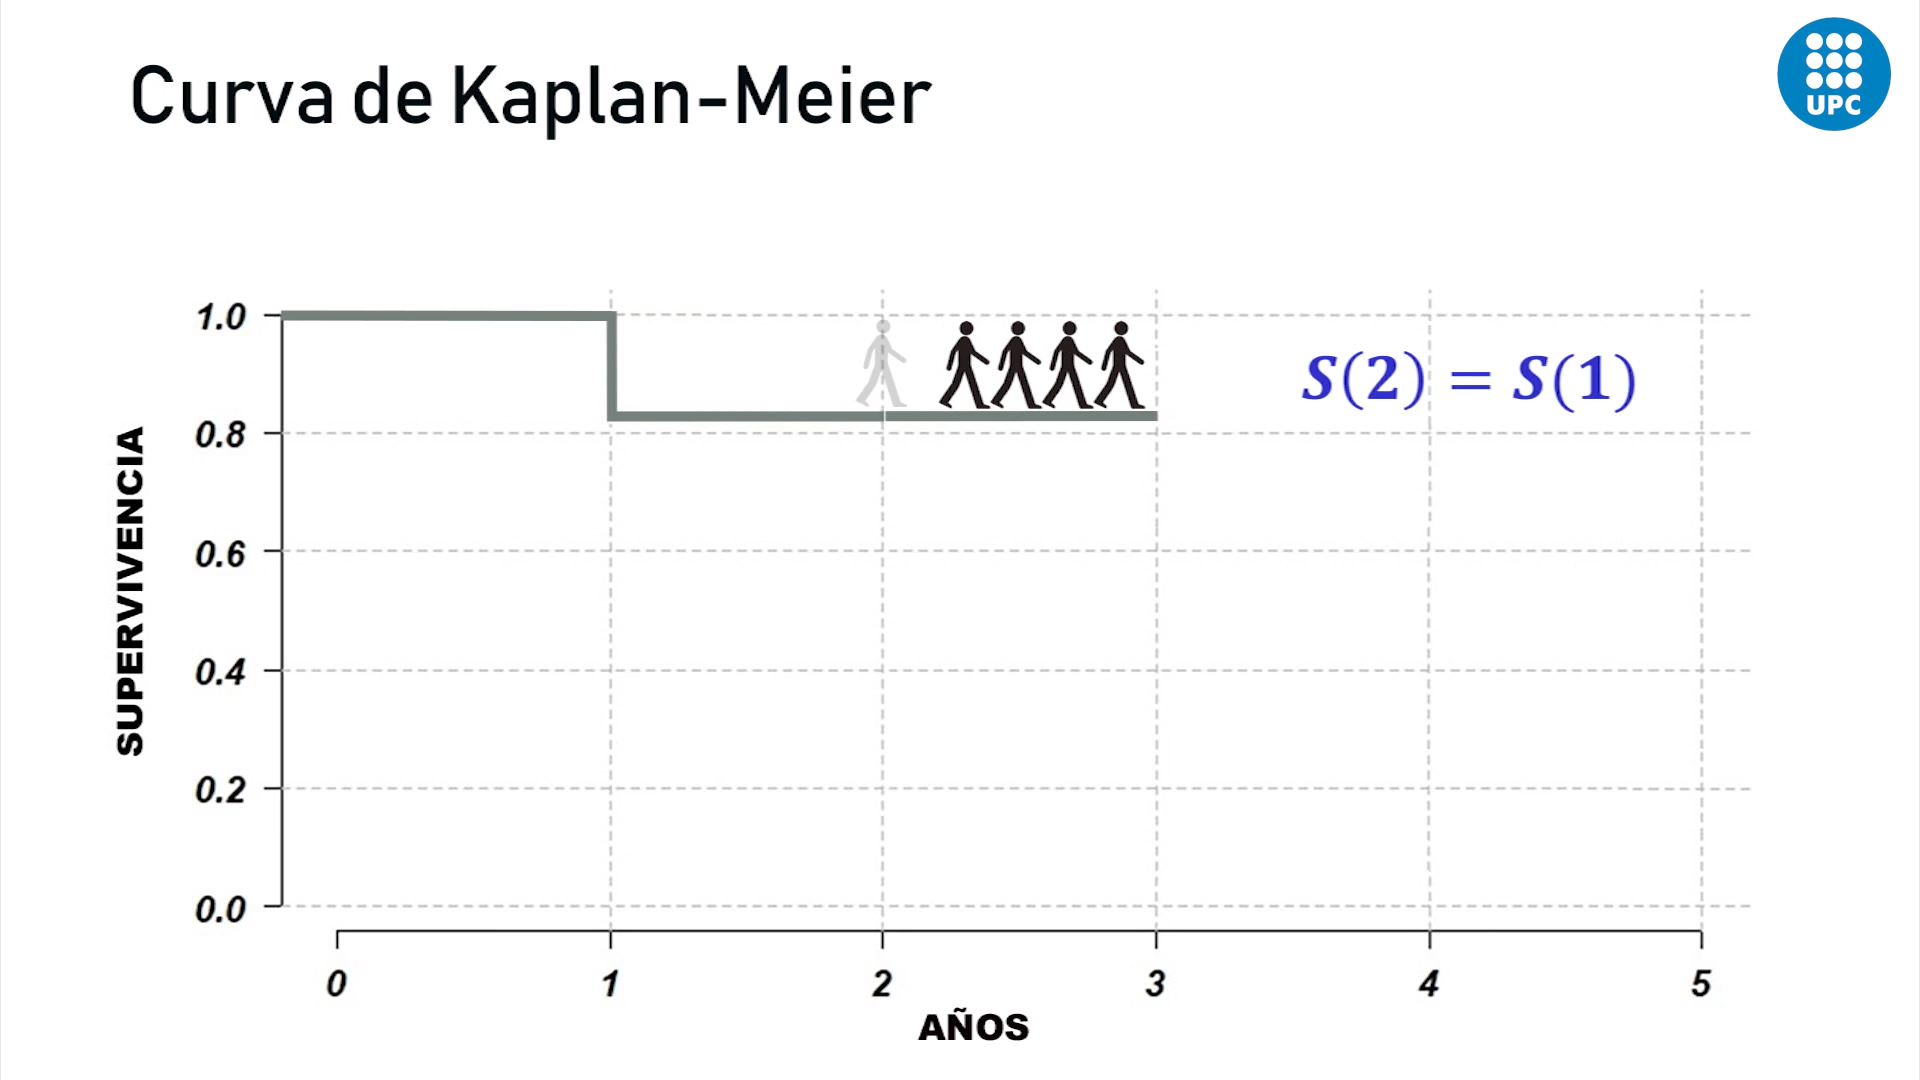 Curva de Kaplan-Meier
UPC
1.0
S(2) = S(1)
0.8
0.6
0.4
0.2
0.0
SUPERVIVENCIA
0 1 2 3 4 5
AÑOS